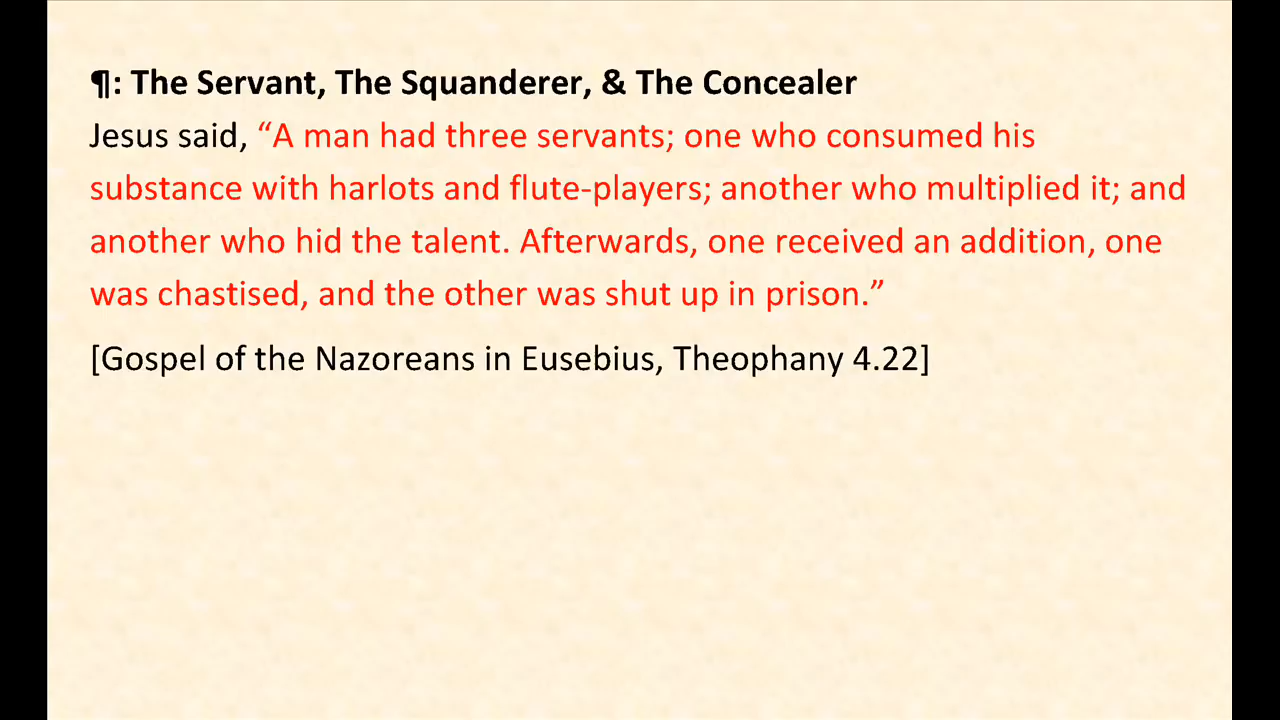 ¶: The Servant, The Squanderer, & The Concealer
Jesus said, “A man had three servants; one who consumed his
substance with harlots and flute-players; another who multiplied it; and
another who hid the talent. Afterwards, one received an addition, one
was chastised, and the other was shut up in prison.”
[Gospel of the Nazoreans in Eusebius, Theophany 4.22]